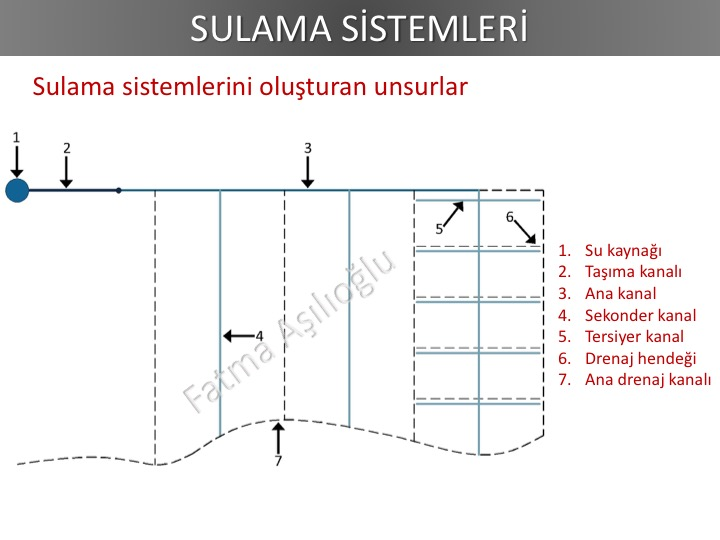 SULAMA SİSTEMLERİ
Sulama sistemlerini oluşturan unsurlar
1
2
3
5
6
4
7
Fatma Aşılıoğlu
1. Su kaynağı
2. Taşıma kanalı
3. Ana kanal
4. Sekonder kanal
5. Tersiyer kanal
6. Drenaj hendeği
7. Ana drenaj kanalı